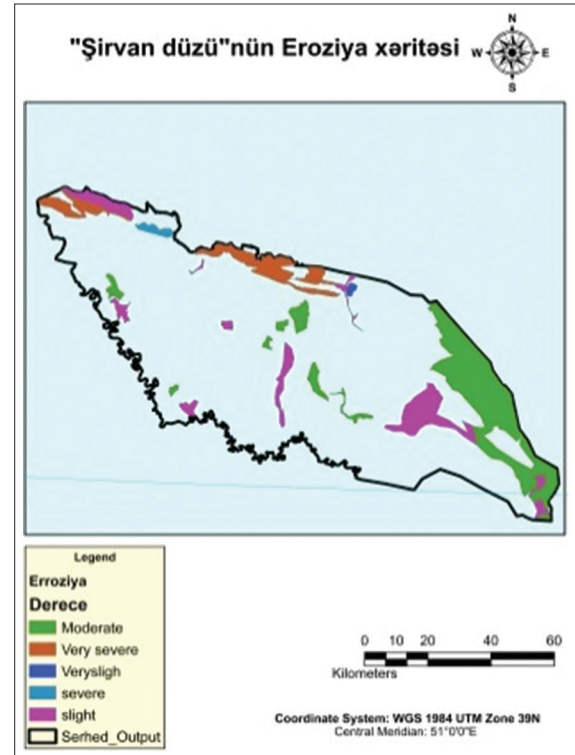 "Şirvan düzü"nün Eroziya xəritəsi
N
W E
S
Legend
Erroziya
Derece
Moderate
Very severe
Verysligh
severe
slight
Serhed_Output
0 10 20 40 60
Kilometers
Coordinate System: WGS 1984 UTM Zone 39N
Central Meridian: 51°0'0"E